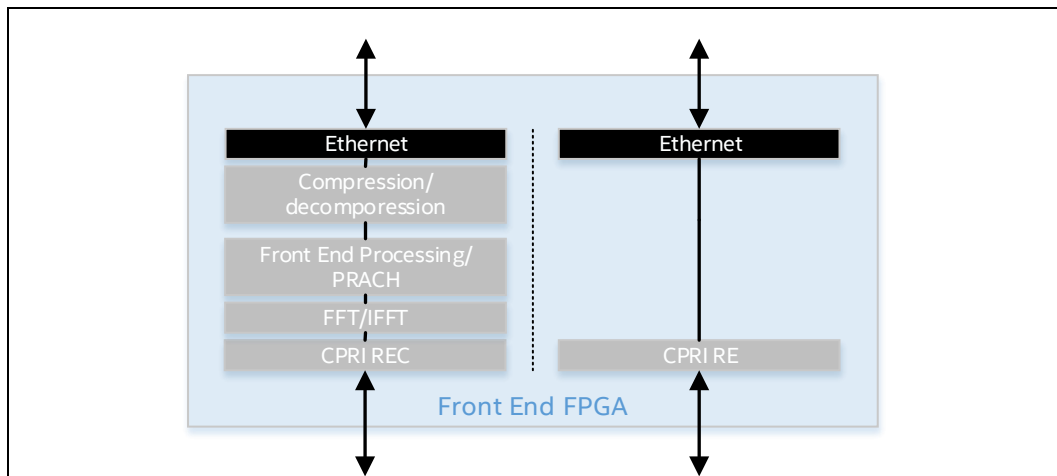 Ethernet
Compression/
decomporession
Front End Processing/
PRACH
FFT/IFFT
CPRI REC
Ethernet
CPRI RE
Front End FPGA